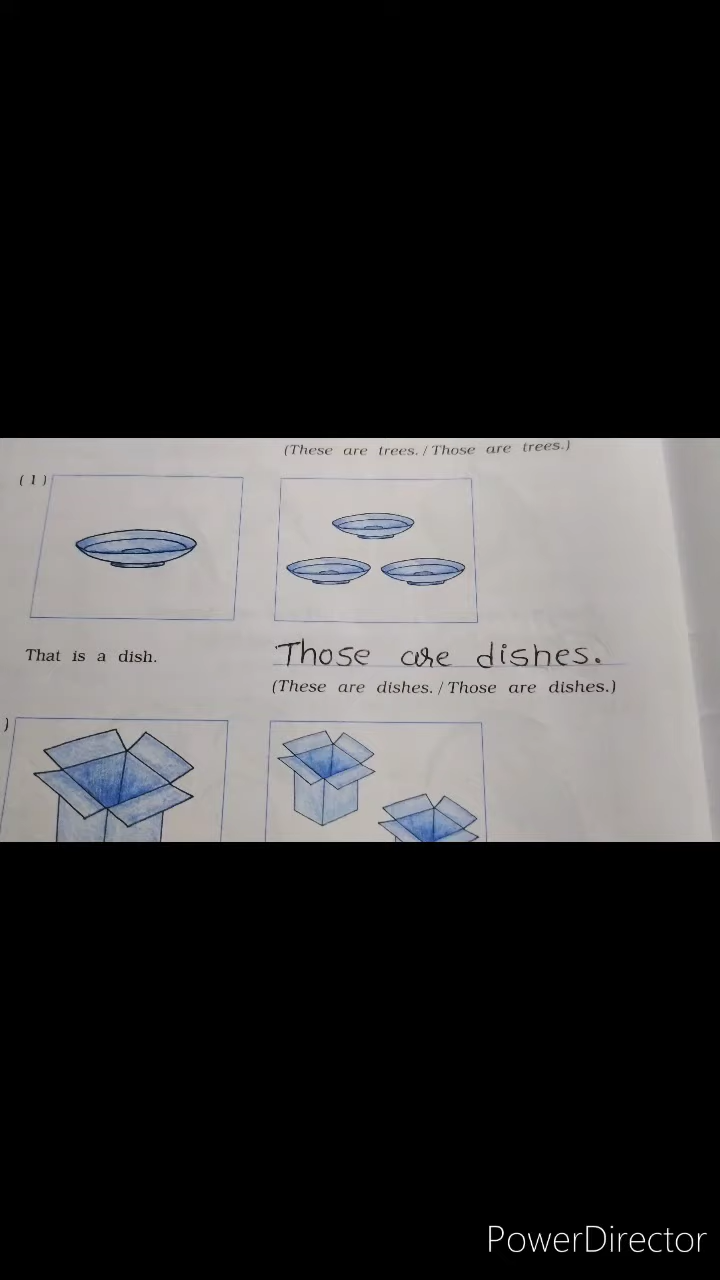 (These are trees. / Those are trees.)
(1)
That is a dish.
Those are dishes.
(These are dishes. / Those are dishes.)
)
PowerDirector